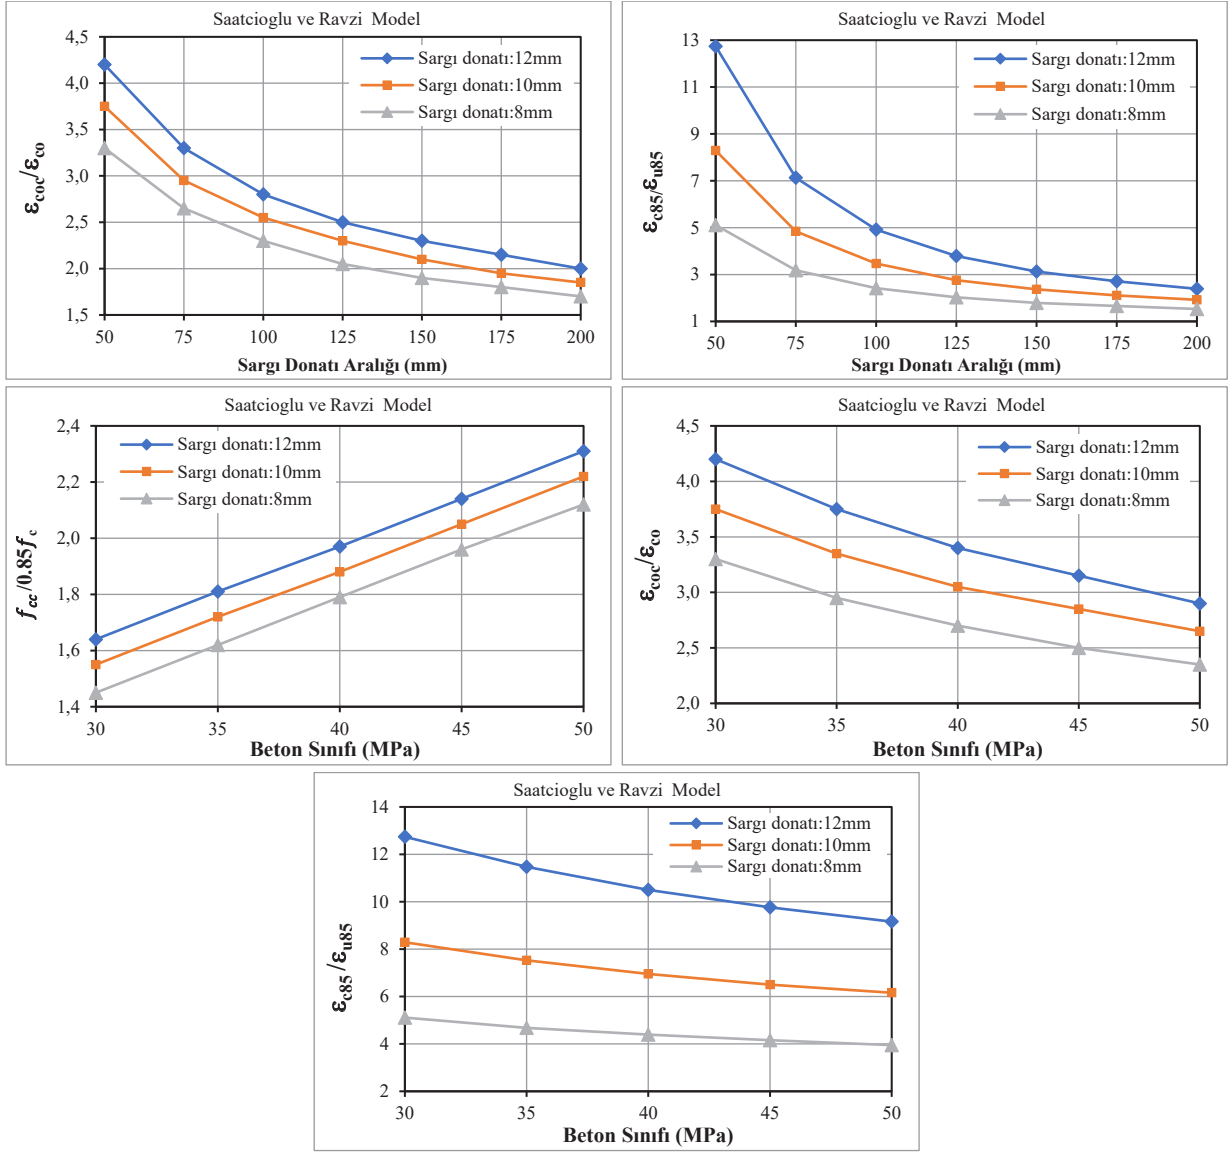 Saatcioglu ve Ravzi Model
4,5
4,0
3,5
3,0
2,5
2,0
1,5
εcoc/εco
Sargı donatı:12mm
Sargı donatı:10mm
Sargı donatı:8mm
50 75 100 125 150 175 200
Sargı Donatı Aralığı (mm)
Saatcioglu ve Ravzi Model
13
11
9
7
5
3
1
εc85/εu85
Sargı donatı:12mm
Sargı donatı:10mm
Sargı donatı:8mm
50 75 100 125 150 175 200
Sargı Donatı Aralığı (mm)
Saatcioglu ve Ravzi Model
2,4
2,2
2,0
1,8
1,6
1,4
fcc/0.85fc
Sargı donatı:12mm
Sargı donatı:10mm
Sargı donatı:8mm
30 35 40 45 50
Beton Sınıfı (MPa)
Saatcioglu ve Ravzi Model
4,5
4,0
3,5
3,0
2,5
2,0
εcoc/εco
Sargı donatı:12mm
Sargı donatı:10mm
Sargı donatı:8mm
30 35 40 45 50
Beton Sınıfı (MPa)
Saatcioglu ve Ravzi Model
14
12
10
8
6
4
2
εc85/εu85
Sargı donatı:12mm
Sargı donatı:10mm
Sargı donatı:8mm
30 35 40 45 50
Beton Sınıfı (MPa)